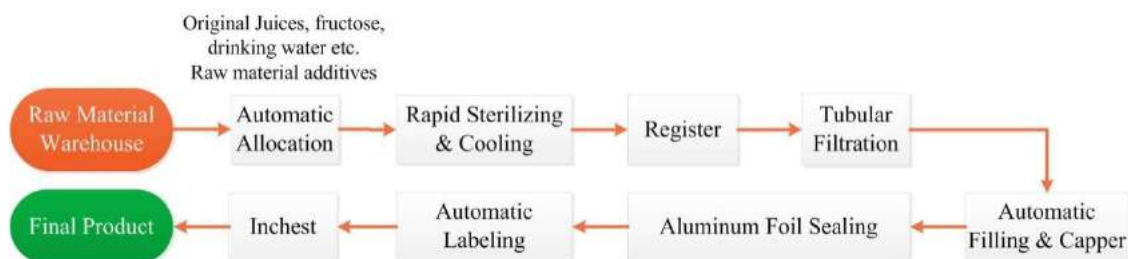 Original Juices, fructose,
drinking water etc.
Raw material additives
Raw Material
Warehouse
Automatic
Allocation
Rapid Sterilizing
& Cooling
Register
Tubular
Filtration
Automatic
Filling & Capper
Aluminum Foil Sealing
Automatic
Labeling
Inchest
Final Product